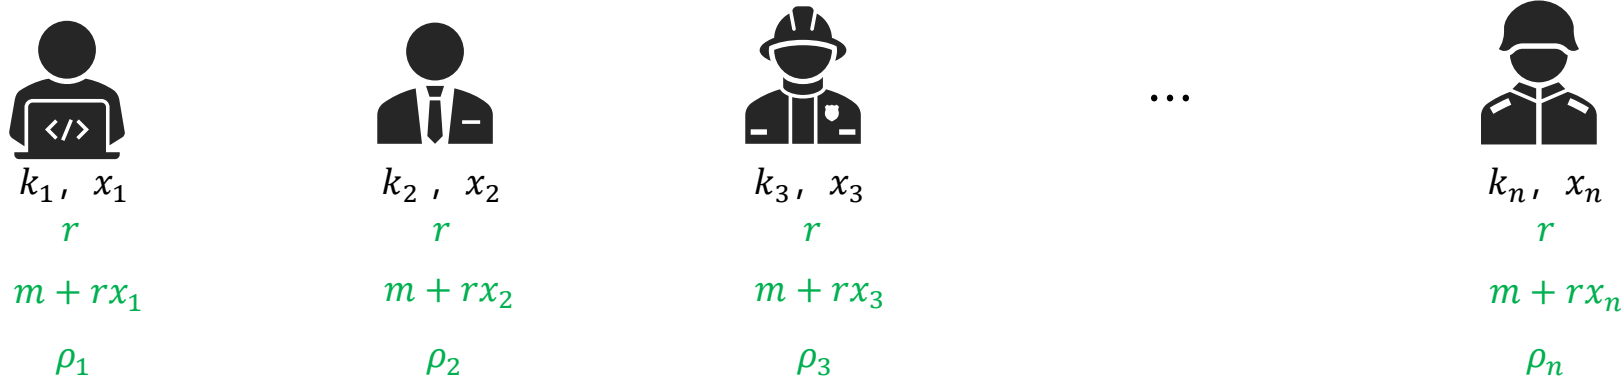 </>
...
k₁, x₁ k₂, x₂ k₃, x₃ kₙ, xₙ
r r r r
m + rx₁ m + rx₂ m + rx₃ m + rxₙ
ρ₁ ρ₂ ρ₃ ρₙ